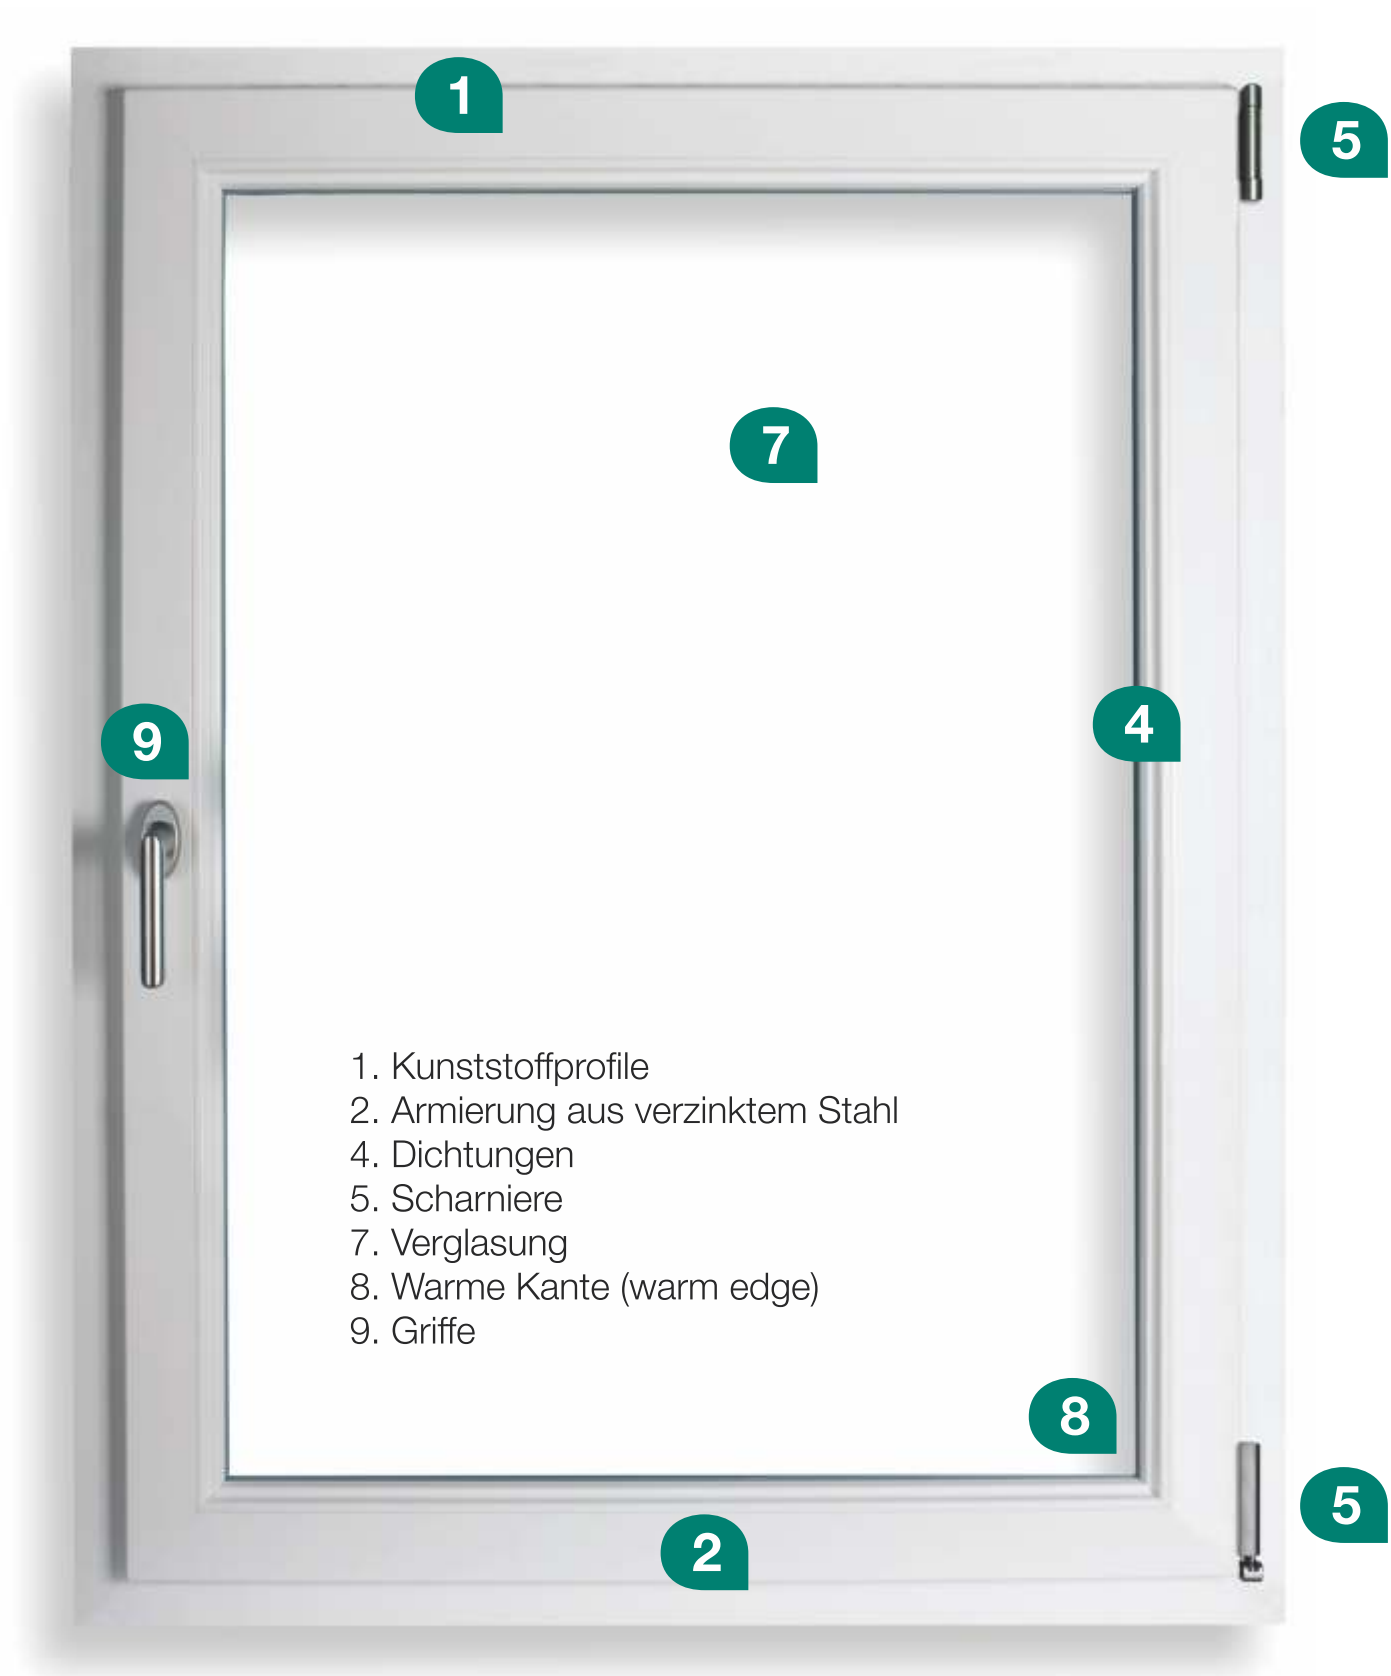 1
5
7
4
9
1. Kunststoffprofile
2. Armierung aus verzinktem Stahl
4. Dichtungen
5. Scharniere
7. Verglasung
8. Warme Kante (warm edge)
9. Griffe
8
5
2